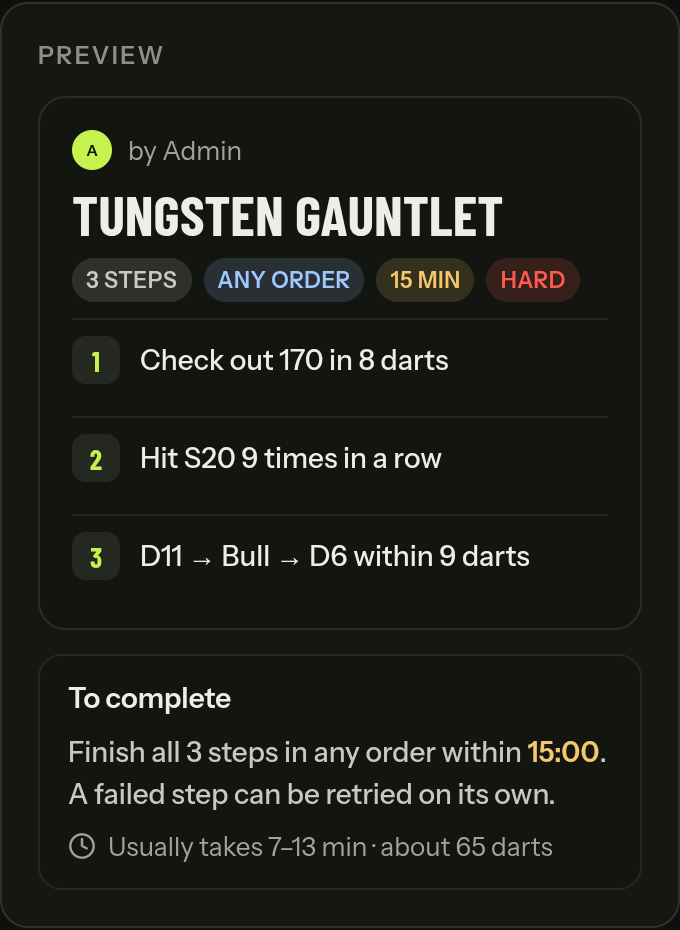 PREVIEW
A by Admin
TUNGSTEN GAUNTLET
3 STEPS ANY ORDER 15 MIN HARD
1 Check out 170 in 8 darts
2 Hit S20 9 times in a row
3 D11 → Bull → D6 within 9 darts
To complete
Finish all 3 steps in any order within 15:00.
A failed step can be retried on its own.
Usually takes 7–13 min · about 65 darts